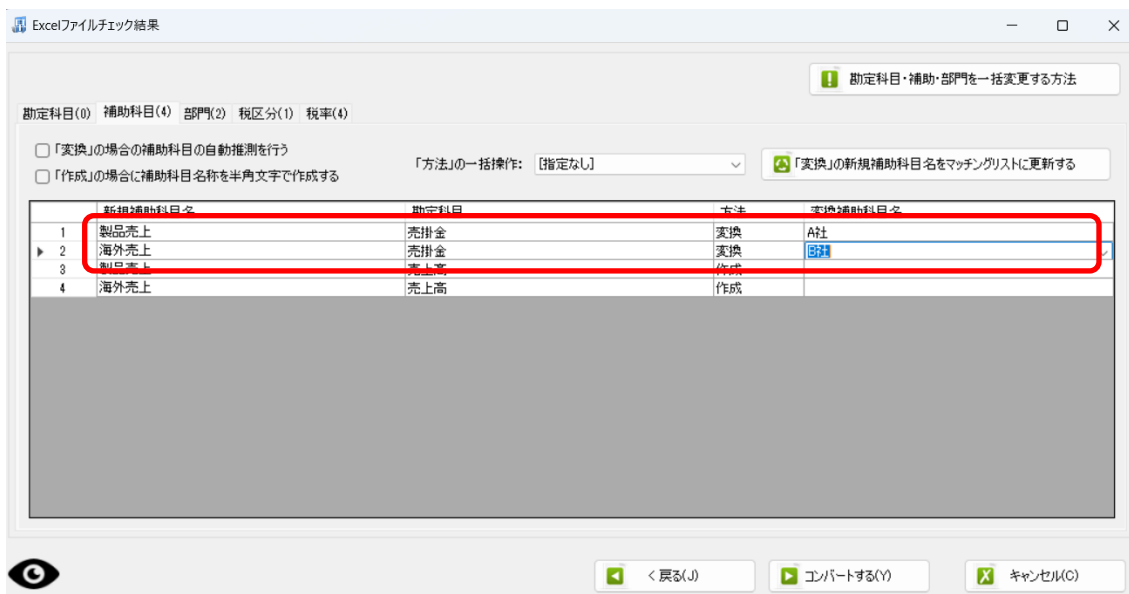 Excelファイルチェック結果
勘定科目・補助・部門を一括変更する方法
勘定科目(0) 補助科目(4) 部門(2) 税区分(1) 税率(4)
「変換」の場合の補助科目の自動推測を行う
「作成」の場合に補助科目名称を半角文字で作成する
「方法」の一括操作: [指定なし]
「変換」の新規補助科目名をマッチングリストに更新する
新規補助科目名 勘定科目 方法 変換補助科目名
1 製品売上 売掛金 変換 A社
2 海外売上 売掛金 変換 B社
3 製品売上 売上高 作成
4 海外売上 売上高 作成
< 戻る(J) コンバートする(Y) キャンセル(C)